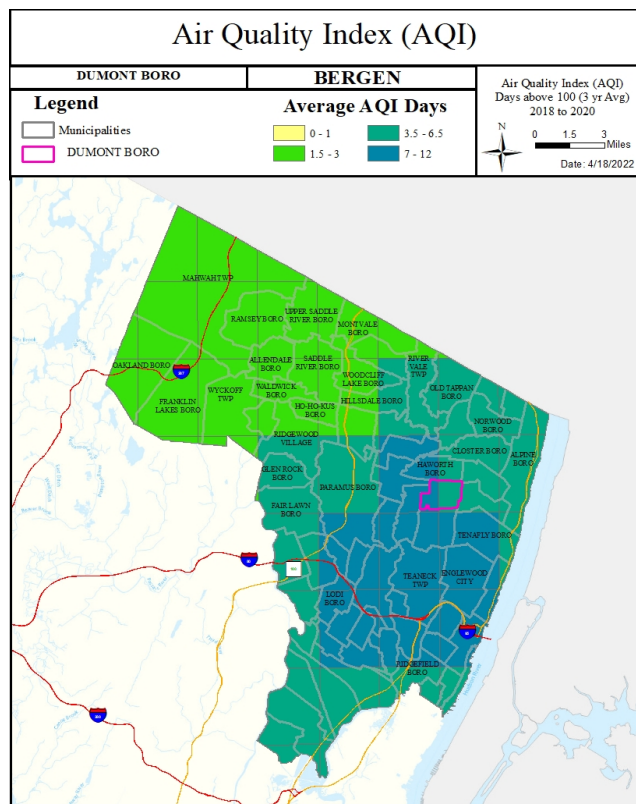 Air Quality Index (AQI)
DUMONT BORO
BERGEN
Legend
Municipalities
DUMONT BORO
Average AQI Days
0 - 1
1.5 - 3
3.5 - 6.5
7 - 12
Air Quality Index (AQI)
Days above 100 (3 yr Avg)
2018 to 2020
N
0 1.5 3
Miles
Date: 4/18/2022
MAHWAH TWP
RAMSEY BORO
UPPER SADDLE
RIVER BORO
MONTVALE
BORO
OAKLAND BORO
ALLENDALE
BORO
SADDLE
RIVER BORO
RIVER
VALE
TWP
WOODCLIFF
LAKE BORO
OLD TAPPAN
BORO
FRANKLIN
LAKES BORO
WYCKOFF
TWP
WALDWICK
BORO
HO-HO-KUS
BORO
HILLSDALE BORO
NORWOOD
BORO
RIDGEWOOD
VILLAGE
CLOSTER BORO
ALPINE
BORO
GLEN ROCK
BORO
PARAMUS BORO
HAWORTH
BORO
FAIR LAWN
BORO
TENAFLY BORO
LODI
BORO
TEANECK
TWP
ENGLEWOOD
CITY
RIDGEFIELD
BORO
287
80